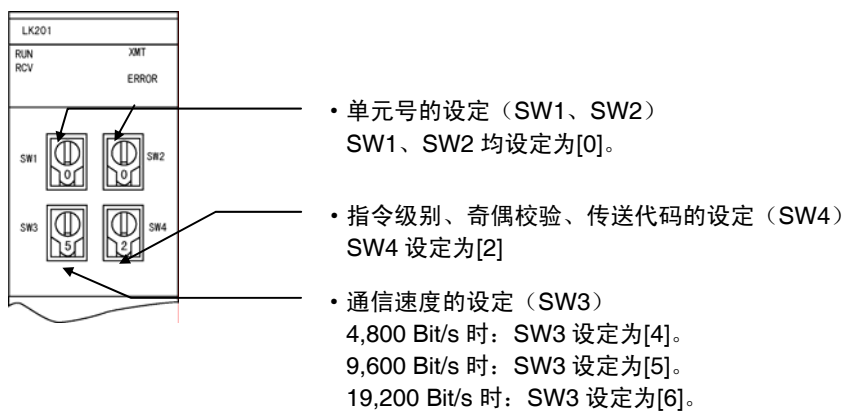 LK201
RUN XMT
RCV
ERROR
SW1 0 0 SW2
SW3 5 2 SW4
・单元号的设定（SW1、SW2）
SW1、SW2 均设定为[0]。
・指令级别、奇偶校验、传送代码的设定（SW4）
SW4 设定为[2]
・通信速度的设定（SW3）
4,800 Bit/s 时：SW3 设定为[4]。
9,600 Bit/s 时：SW3 设定为[5]。
19,200 Bit/s 时：SW3 设定为[6]。